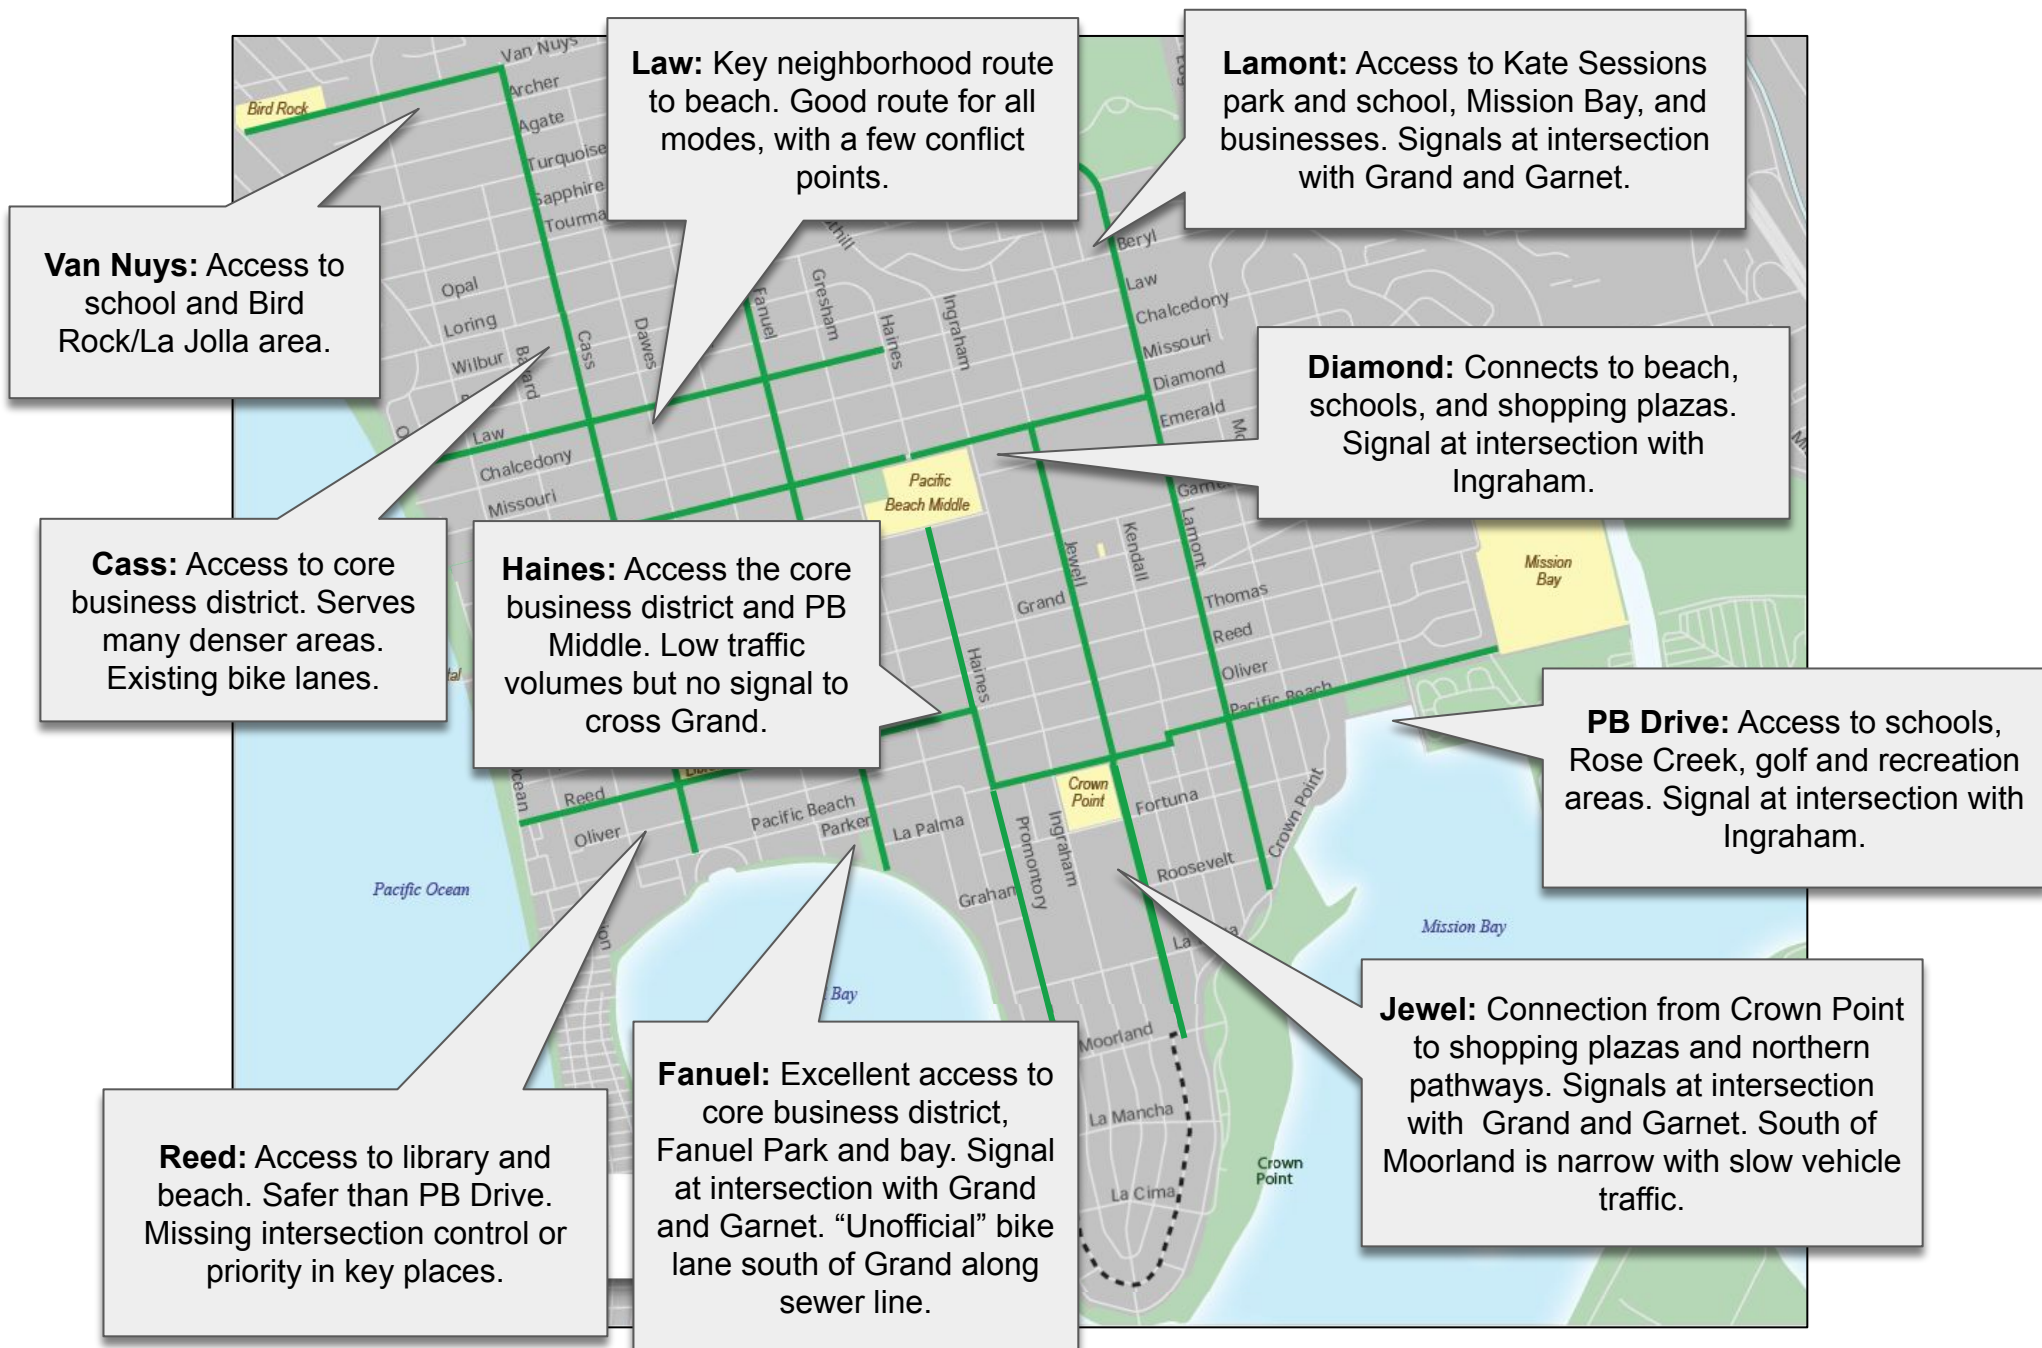 Law: Key neighborhood route
to beach. Good route for all
modes, with a few conflict
points.
Lamont: Access to Kate Sessions
park and school, Mission Bay, and
businesses. Signals at intersection
with Grand and Garnet.
Van Nuys: Access to
school and Bird
Rock/La Jolla area.
Diamond: Connects to beach,
schools, and shopping plazas.
Signal at intersection with
Ingraham.
Cass: Access to core
business district. Serves
many denser areas.
Existing bike lanes.
Haines: Access the core
business district and PB
Middle. Low traffic
volumes but no signal to
cross Grand.
PB Drive: Access to schools,
Rose Creek, golf and recreation
areas. Signal at intersection with
Ingraham.
Reed: Access to library and
beach. Safer than PB Drive.
Missing intersection control or
priority in key places.
Fanuel: Excellent access to
core business district,
Fanuel Park and bay. Signal
at intersection with Grand
and Garnet. “Unofficial” bike
lane south of Grand along
sewer line.
Jewel: Connection from Crown Point
to shopping plazas and northern
pathways. Signals at intersection
with  Grand and Garnet. South of
Moorland is narrow with slow vehicle
traffic.
Van Nuys
Archer
Agate
Turquoise
Sapphire
Bird Rock
Opal
Loring
Wilbur
Law
Chalcedony
Missouri
Cass
Dawes
Fanuel
Gresham
Haines
Ingraham
Beryl
Law
Chalcedony
Missouri
Diamond
Emerald
Pacific
Beach Middle
Jewell
Kendall
Lamont
Grand
Thomas
Reed
Oliver
Pacific Beach
Mission
Bay
Haines
Reed
Oliver
Pacific Beach
Parker
La Palma
Crown
Point
Fortuna
Roosevelt
Crown Point
Promontory
Ingraham
Pacific Ocean
Bay
Mission Bay
Moorland
La Mancha
La Cima
Crown
Point